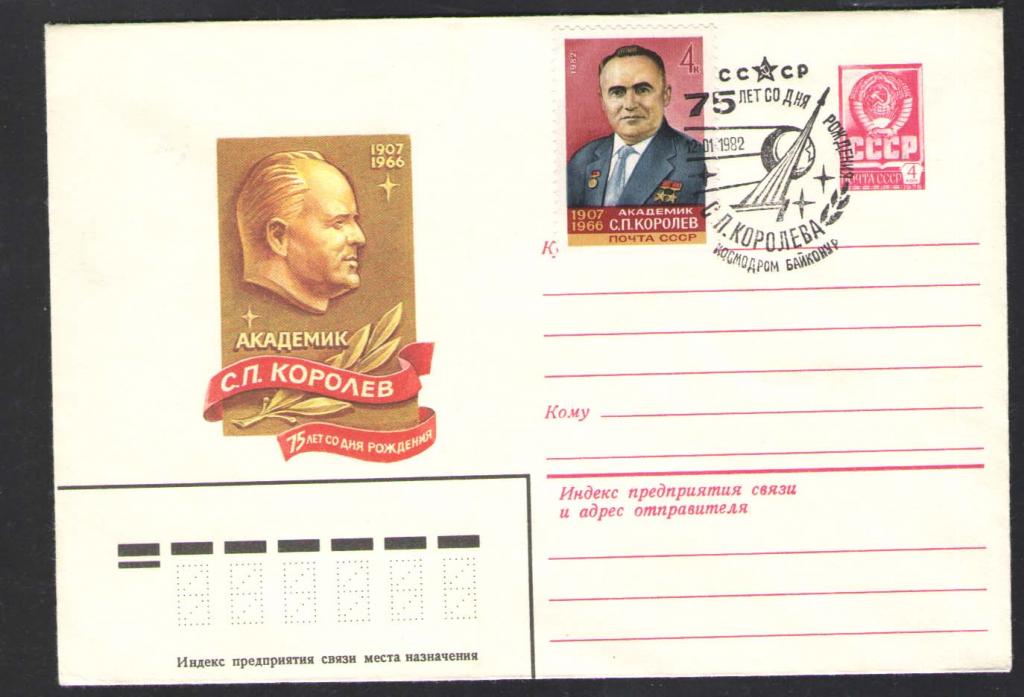 1907
1966
АКАДЕМИК
С.П. КОРОЛЕВ
75 ЛЕТ СО ДНЯ РОЖДЕНИЯ
1982
4к
1907
1966
АКАДЕМИК
С.П.КОРОЛЕВ
ПОЧТА СССР
СССР
75 ЛЕТ СО ДНЯ РОЖДЕНИЯ
12-01-1982
С.П.КОРОЛЕВА
КОСМОДРОМ БАЙКОНУР
СССР
ПОЧТА СССР
4
Кому
Индекс предприятия связи
и адрес отправителя
Индекс предприятия связи места назначения